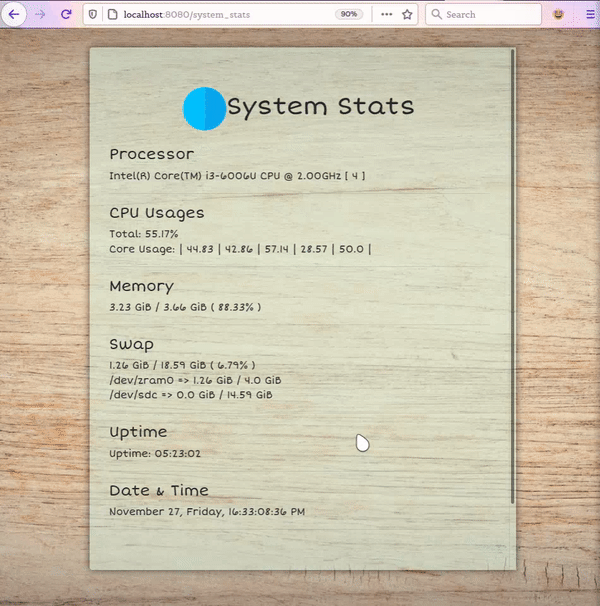 localhost:8080/system_stats
90%
Search
System Stats
Processor
Intel(R) Core(TM) i3-6006U CPU @ 2.00GHz [ 4 ]
CPU Usages
Total: 55.17%
Core Usage: | 44.83 | 42.86 | 57.14 | 28.57 | 50.0 |
Memory
3.23 GiB / 3.66 GiB ( 88.33% )
Swap
1.26 GiB / 18.59 GiB ( 6.79% )
/dev/zram0 => 1.26 GiB / 4.0 GiB
/dev/sdc => 0.0 GiB / 14.59 GiB
Uptime
Uptime: 05:23:02
Date & Time
November 27, Friday, 16:33:08:36 PM